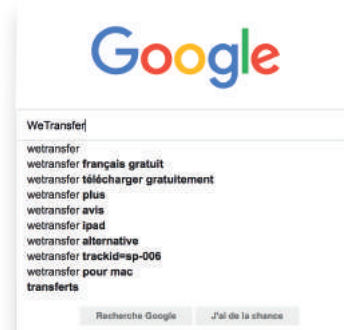 Google
WeTransfer
wetransfer
wetransfer français gratuit
wetransfer télécharger gratuitement
wetransfer plus
wetransfer avis
wetransfer ipad
wetransfer alternative
wetransfer trackid=sp-006
wetransfer pour mac
transferts
Recherche Google J'ai de la chance